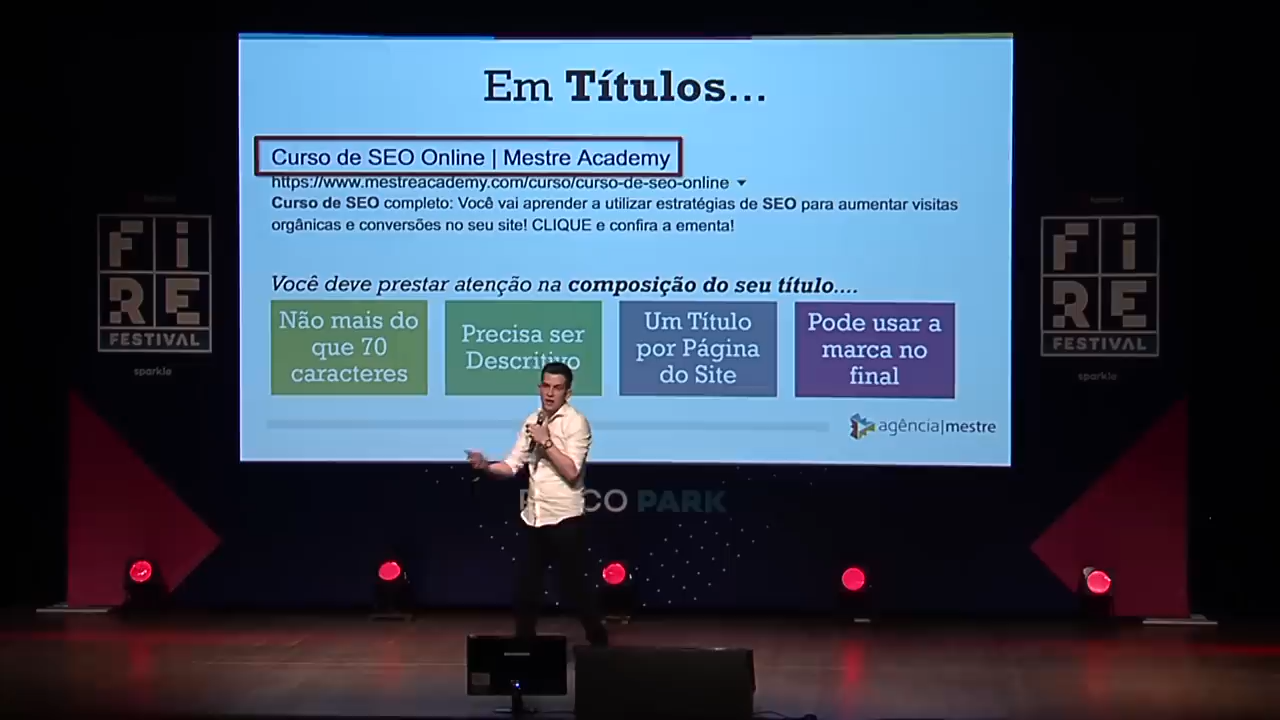 Em Títulos...
Curso de SEO Online | Mestre Academy
https://www.mestreacademy.com/curso/curso-de-seo-online
Curso de SEO completo: Você vai aprender a utilizar estratégias de SEO para aumentar visitas
orgânicas e conversões no seu site! CLIQUE e confira a ementa!
Você deve prestar atenção na composição do seu título....
Não mais do
que 70
caracteres
Precisa ser
Descritivo
Um Título
por Página
do Site
Pode usar a
marca no
final
agência|mestre
FIRE
FESTIVAL
sparkle
FIRE
FESTIVAL
sparkle
CO PARK